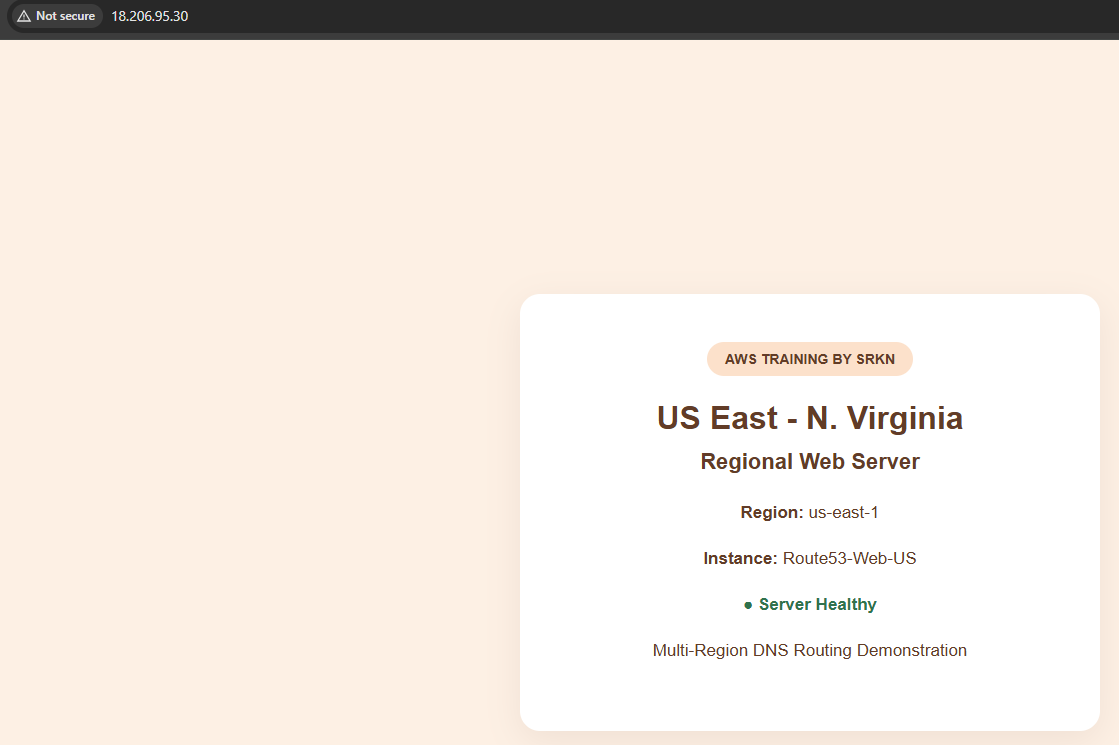 Not secure 18.206.95.30
AWS TRAINING BY SRKN
US East - N. Virginia
Regional Web Server
Region: us-east-1
Instance: Route53-Web-US
● Server Healthy
Multi-Region DNS Routing Demonstration